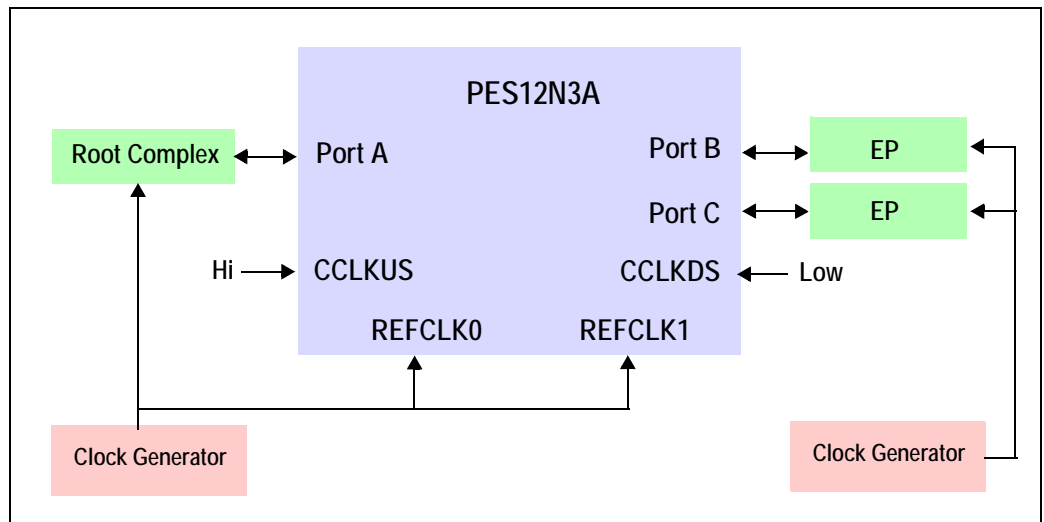 PES12N3A
Root Complex
Port A
Port B
EP
Port C
EP
Hi
CCLKUS
CCLKDS
Low
REFCLK0
REFCLK1
Clock Generator
Clock Generator